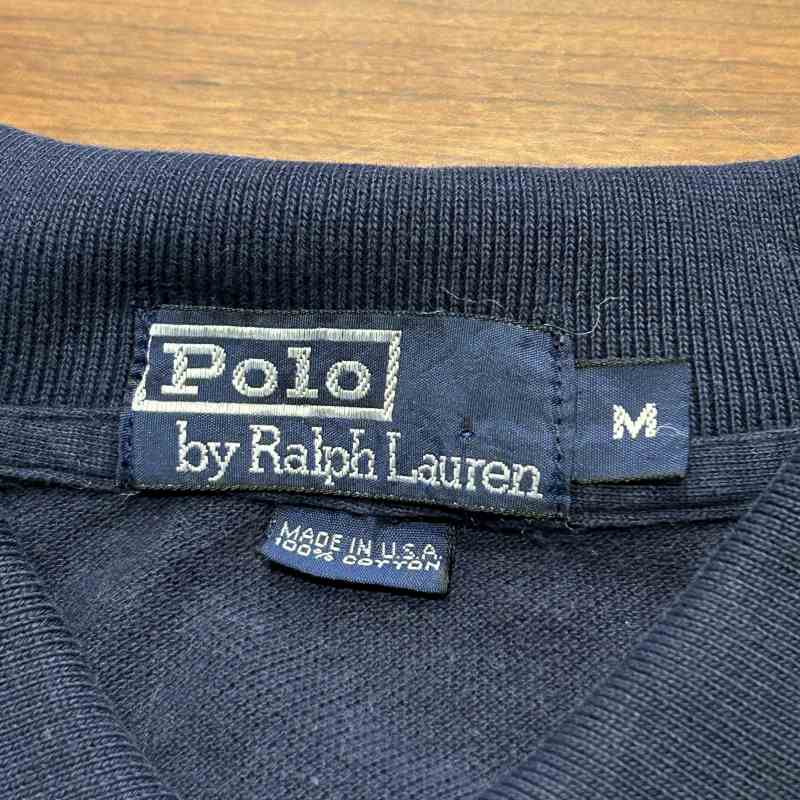 Polo
by Ralph Lauren
M
MADE IN U.S.A.
100% COTTON